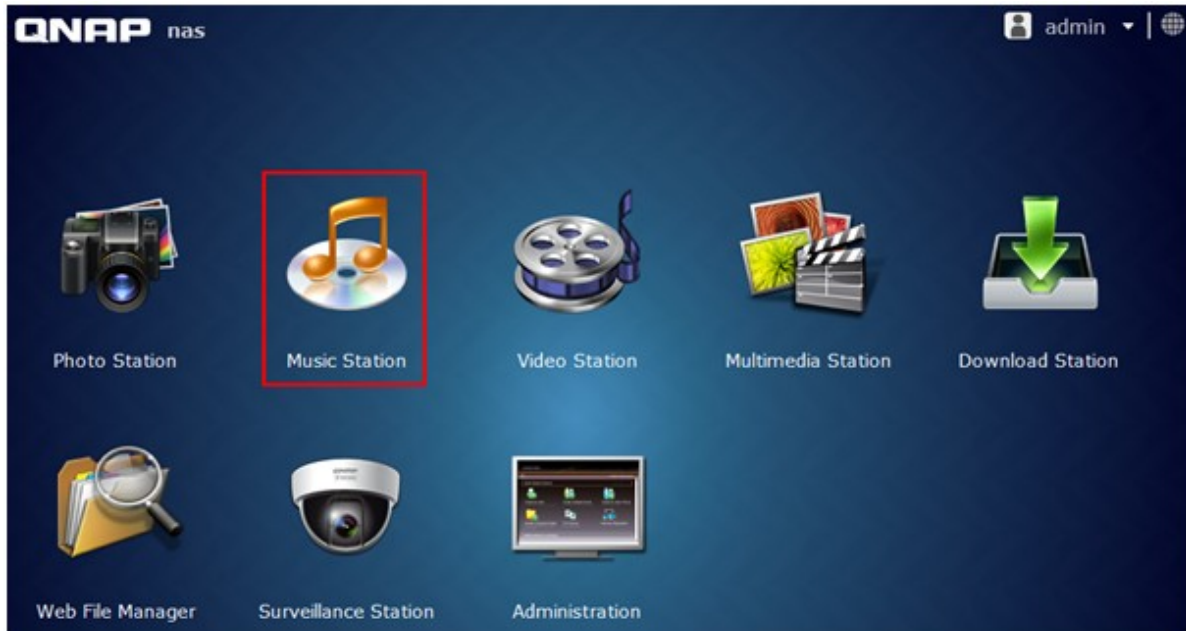 QNAP nas
admin
Photo Station
Music Station
Video Station
Multimedia Station
Download Station
Web File Manager
Surveillance Station
Administration